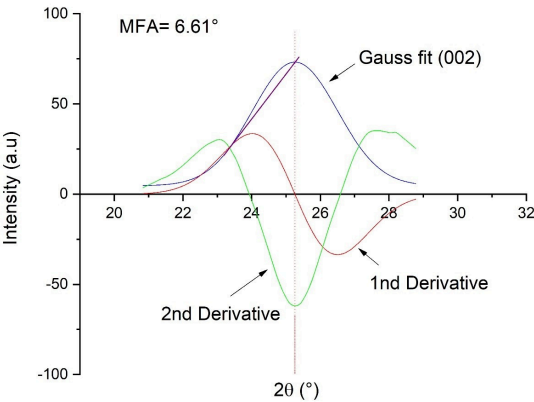 100
MFA= 6.61°
Gauss fit (002)
50
Intensity (a.u)
0
20 22 24 26 28 30 32
-50
1nd Derivative
2nd Derivative
-100
2θ (°)